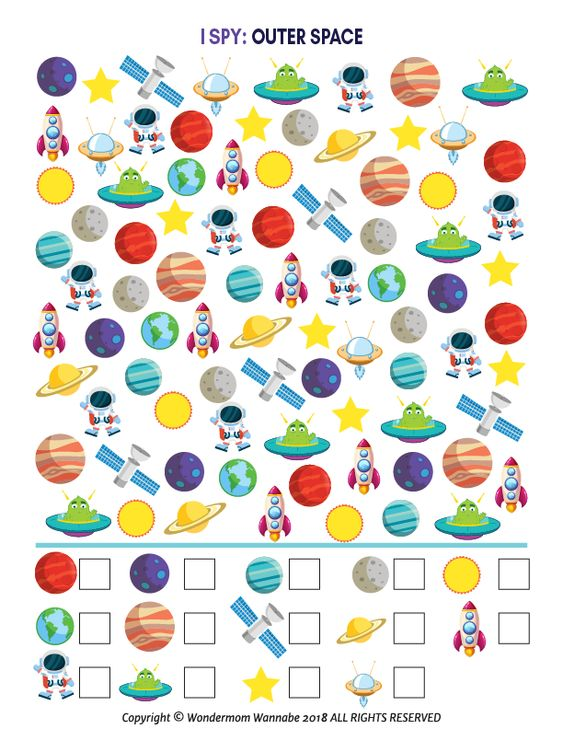 I SPY: OUTER SPACE
Copyright © Wondermom Wannabe 2018 ALL RIGHTS RESERVED